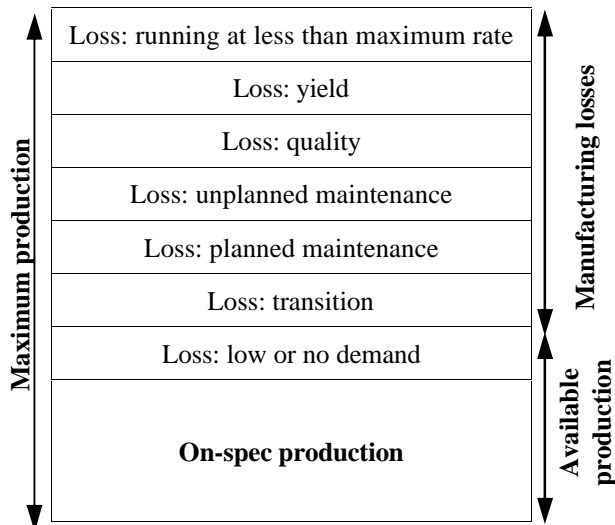 Maximum production
Loss: running at less than maximum rate
Loss: yield
Loss: quality
Loss: unplanned maintenance
Loss: planned maintenance
Loss: transition
Loss: low or no demand
On-spec production
Manufacturing losses
Available
production